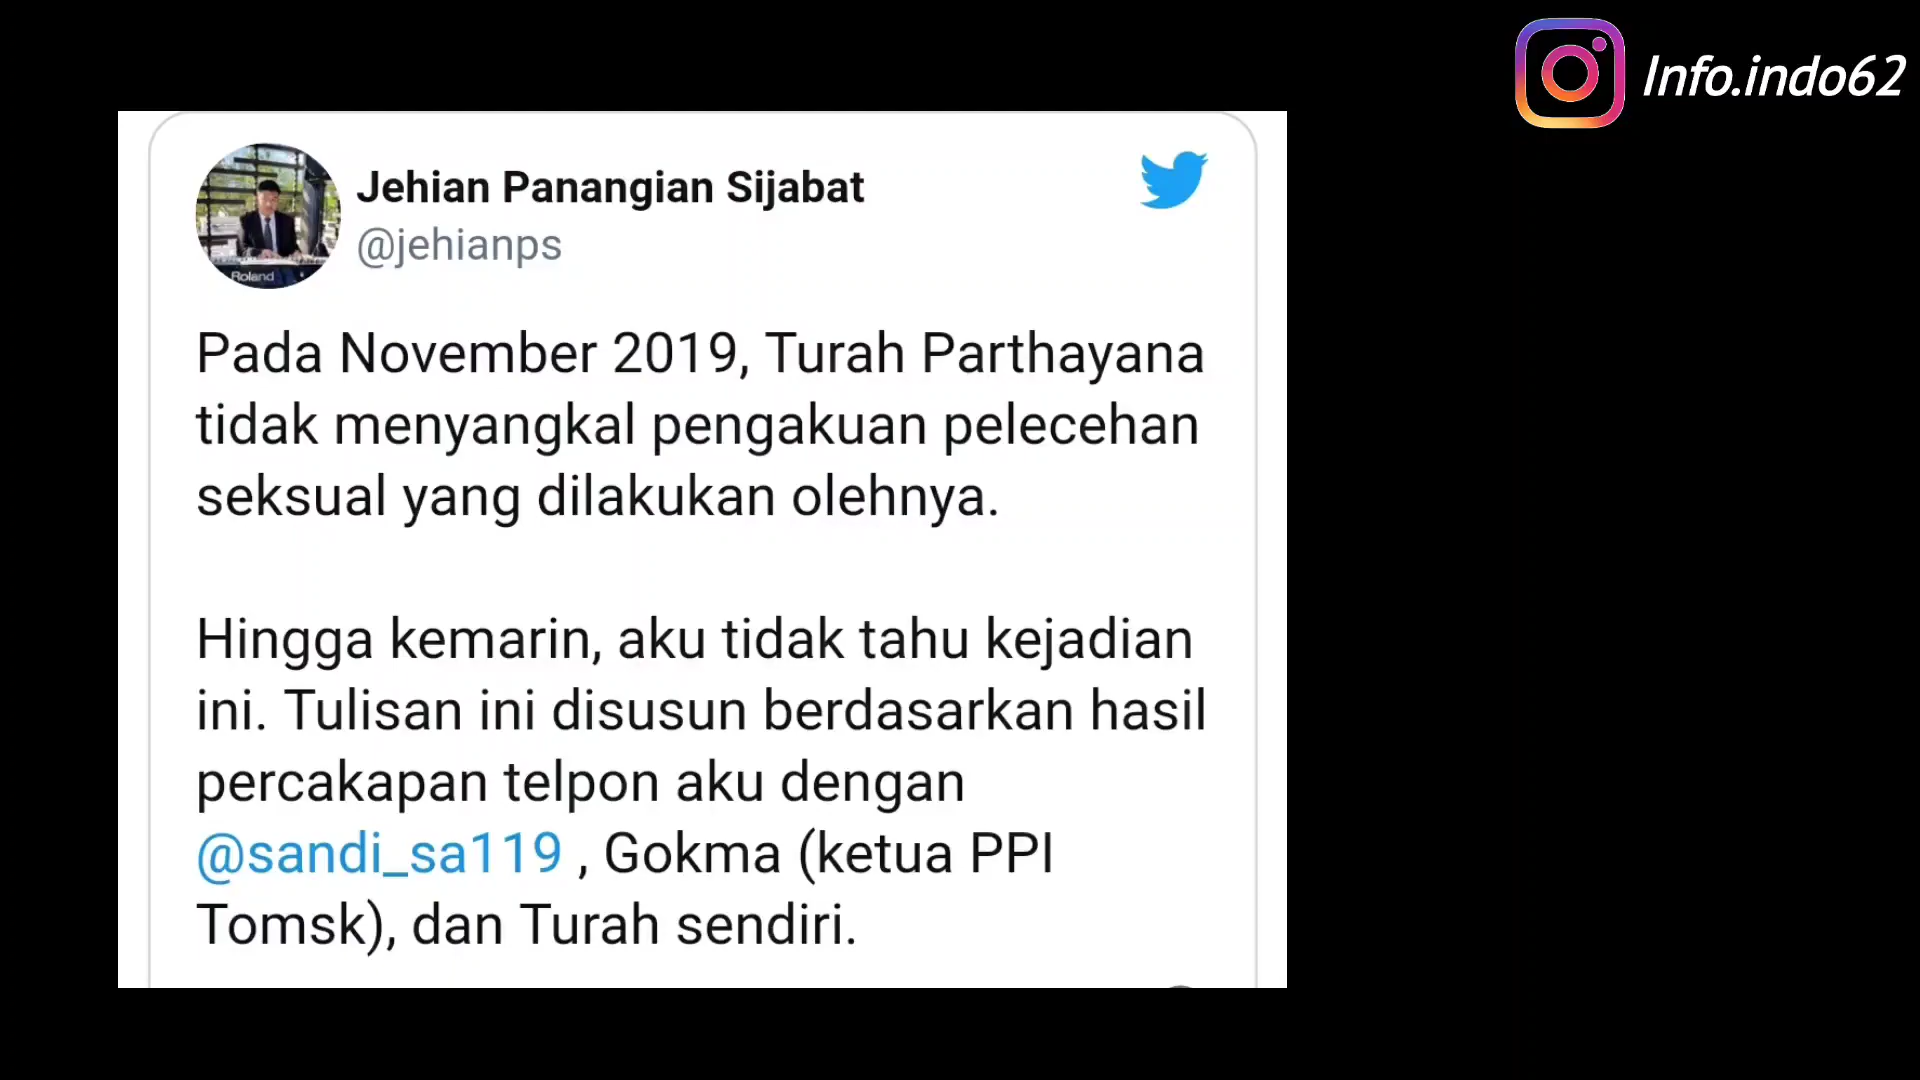 Info.indo62
Jehian Panangian Sijabat
@jehianps
Roland
Pada November 2019, Turah Parthayana
tidak menyangkal pengakuan pelecehan
seksual yang dilakukan olehnya.
Hingga kemarin, aku tidak tahu kejadian
ini. Tulisan ini disusun berdasarkan hasil
percakapan telpon aku dengan
@sandi_sa119 , Gokma (ketua PPI
Tomsk), dan Turah sendiri.